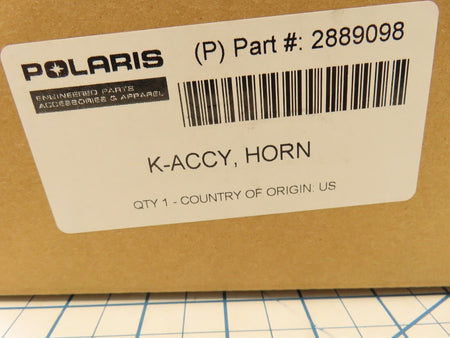 POLARIS
ENGINEERED PARTS
ACCESSORIES & APPAREL
(P) Part #: 2889098
K-ACCY, HORN
QTY 1 - COUNTRY OF ORIGIN: US